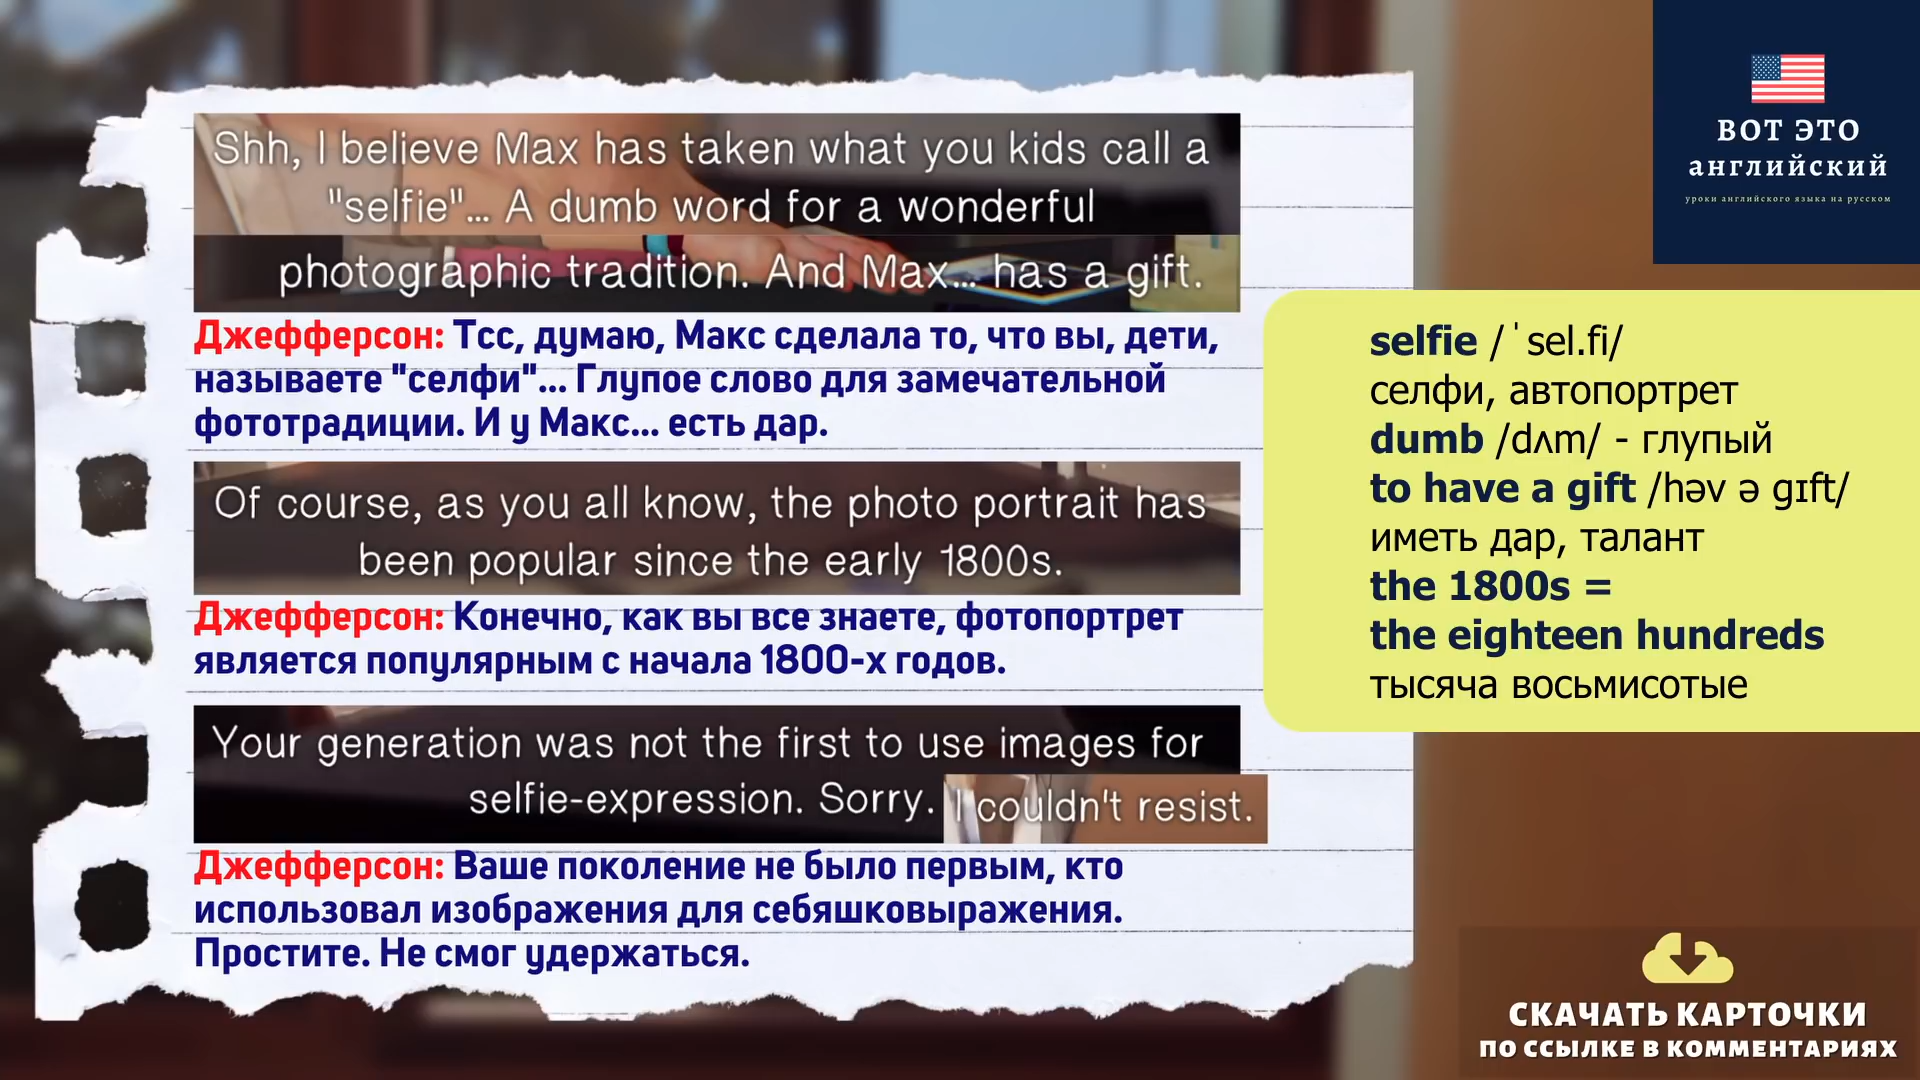 Shh, I believe Max has taken what you kids call a
"selfie"... A dumb word for a wonderful
photographic tradition. And Max... has a gift.
Джефферсон: Тсс, думаю, Макс сделала то, что вы, дети,
называете "селфи"... Глупое слово для замечательной
фототрадиции. И у Макс... есть дар.
Of course, as you all know, the photo portrait has
been popular since the early 1800s.
Джефферсон: Конечно, как вы все знаете, фотопортрет
является популярным с начала 1800-х годов.
Your generation was not the first to use images for
selfie-expression. Sorry. I couldn't resist.
Джефферсон: Ваше поколение не было первым, кто
использовал изображения для себяшковыражения.
Простите. Не смог удержаться.
ВОТ ЭТО
английский
уроки английского языка на русском
selfie /ˈsel.fi/
селфи, автопортрет
dumb /dʌm/ - глупый
to have a gift /həv ə gɪft/
иметь дар, талант
the 1800s =
the eighteen hundreds
тысяча восьмисотые
СКАЧАТЬ КАРТОЧКИ
ПО ССЫЛКЕ В КОММЕНТАРИЯХ